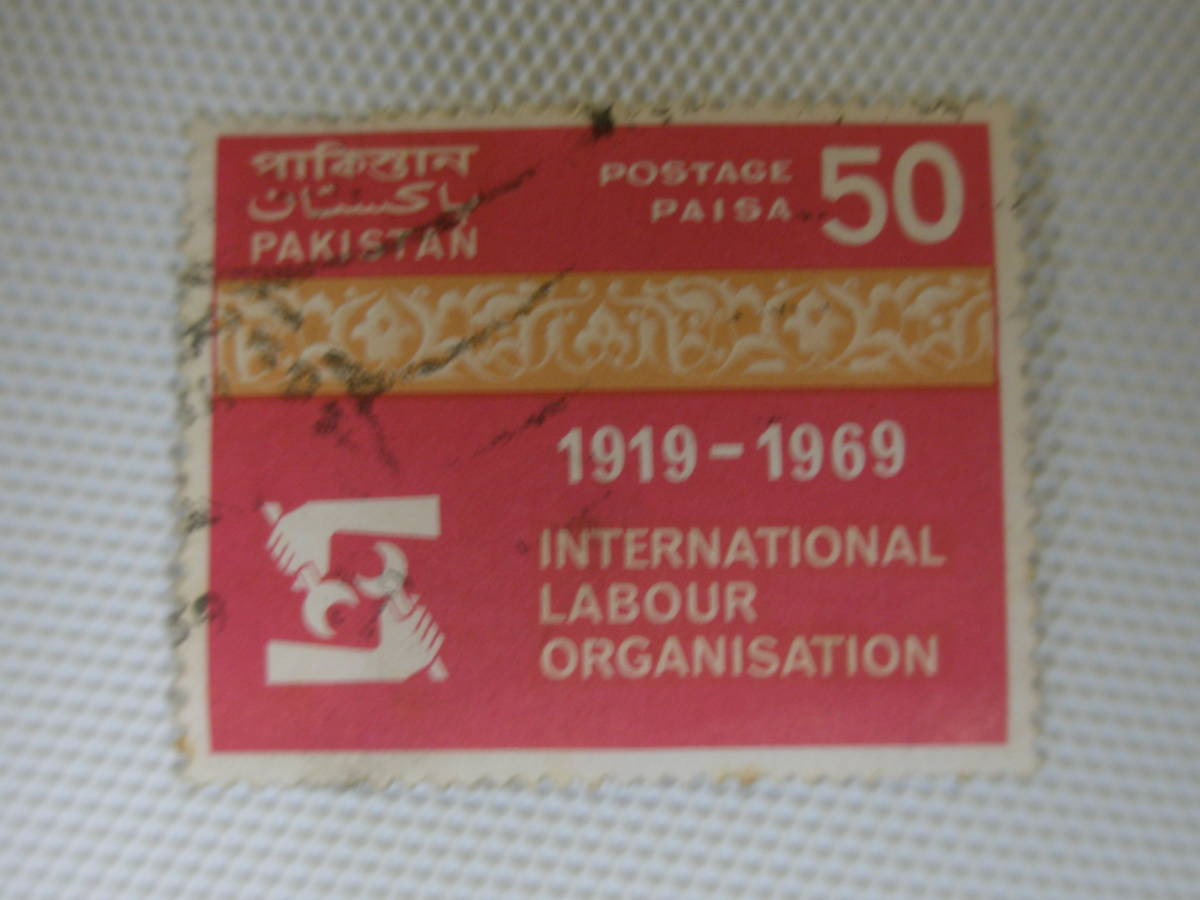 পাকিস্তান
پاکستان
PAKISTAN
POSTAGE
PAISA 50
1919-1969
INTERNATIONAL
LABOUR
ORGANISATION